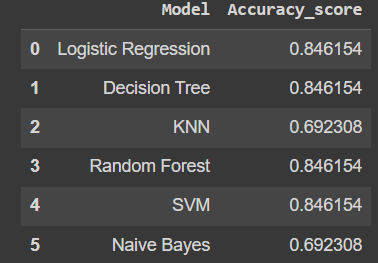 Model Accuracy_score
0 Logistic Regression 0.846154
1 Decision Tree 0.846154
2 KNN 0.692308
3 Random Forest 0.846154
4 SVM 0.846154
5 Naive Bayes 0.692308